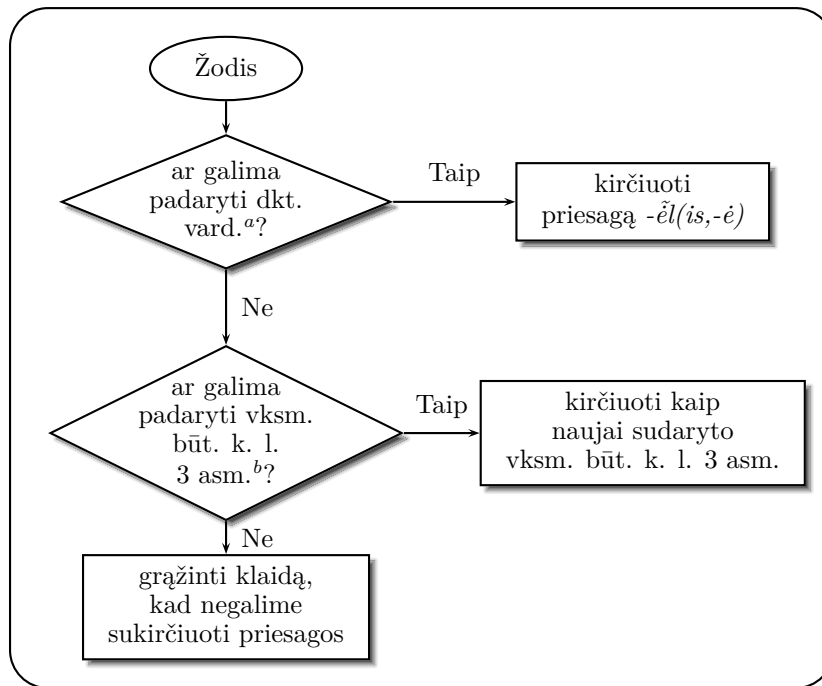 Žodis
ar galima
padaryti dkt.
vard.ᵃ?
Taip
kirčiuoti
priesagą -ė̃l(is,-ė)
Ne
ar galima
padaryti vksm.
būt. k. l.
3 asm.ᵇ?
Taip
kirčiuoti kaip
naujai sudaryto
vksm. būt. k. l. 3 asm.
Ne
grąžinti klaidą,
kad negalime
sukirčiuoti priesagos